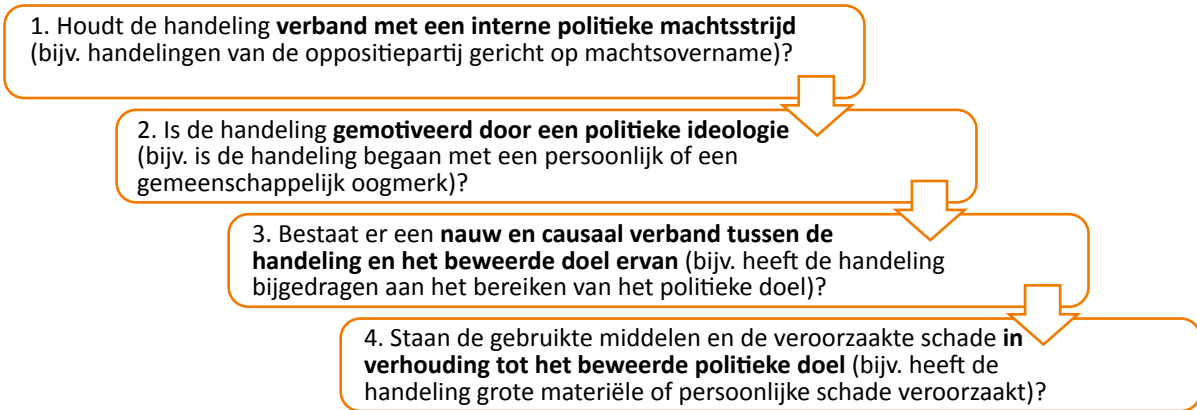 1. Houdt de handeling verband met een interne politieke machtsstrijd
(bijv. handelingen van de oppositiepartij gericht op machtsovername)?
2. Is de handeling gemotiveerd door een politieke ideologie
(bijv. is de handeling begaan met een persoonlijk of een
gemeenschappelijk oogmerk)?
3. Bestaat er een nauw en causaal verband tussen de
handeling en het beweerde doel ervan (bijv. heeft de handeling
bijgedragen aan het bereiken van het politieke doel)?
4. Staan de gebruikte middelen en de veroorzaakte schade in
verhouding tot het beweerde politieke doel (bijv. heeft de
handeling grote materiële of persoonlijke schade veroorzaakt)?